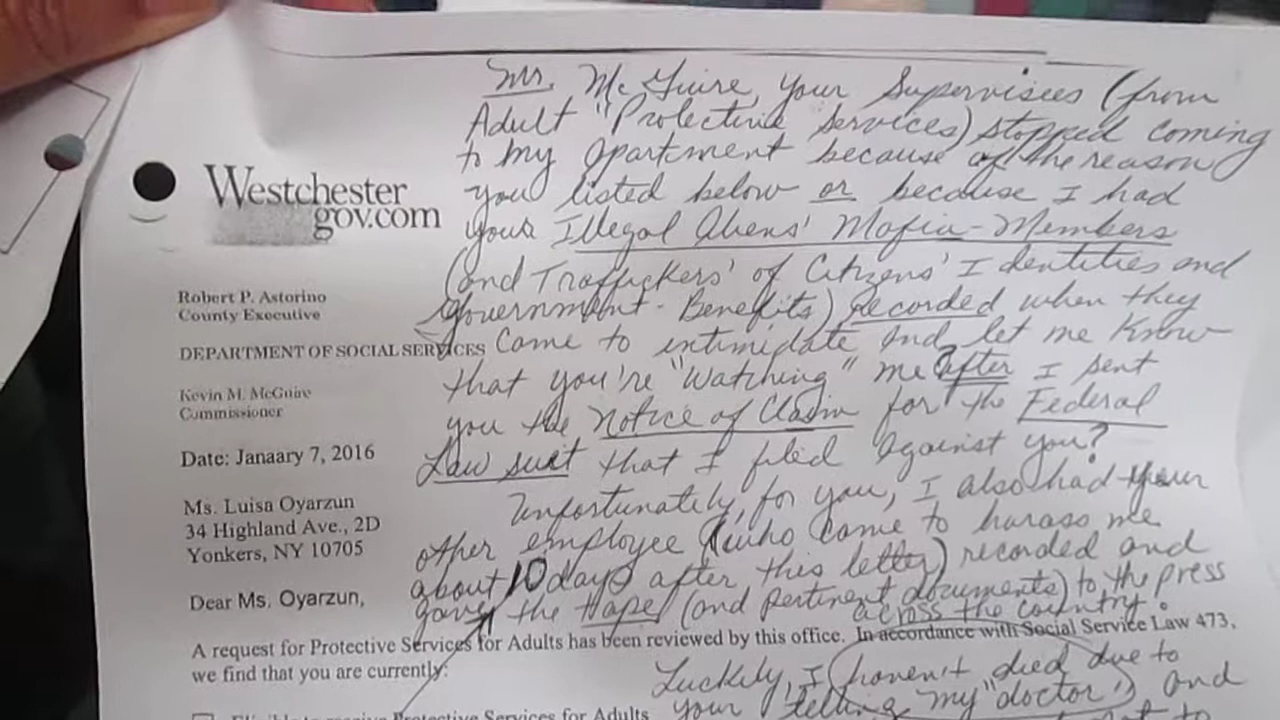 Mr. McGuire, your Supervisees (from
Adult "Protective Services) stopped coming
to my apartment because of the reason
you listed below or because I had
your Illegal Aliens' Mafia-Members
(and Traffickers' of Citizens' Identities and
Government-Benefits) recorded when they
came to intimidate and let me know
that you're "Watching" me after I sent
you the Notice of Claim for the Federal
Law suit that I filed against you?
Unfortunately, for you, I also had your
other employee (who came to harass me
about 10 days after this letter) recorded and
gave the tape (and pertinent documents) to the press
across the country.
Westchester
gov.com
Robert P. Astorino
County Executive
DEPARTMENT OF SOCIAL SERVICES
Kevin M. McGuire
Commissioner
Date: Janaary 7, 2016
Ms. Luisa Oyarzun
34 Highland Ave., 2D
Yonkers, NY 10705
Dear Ms. Oyarzun,
A request for Protective Services for Adults has been reviewed by this office. In accordance with Social Service Law 473,
we find that you are currently:
Luckily, I haven't died due to
your telling my "doctor") and
Eligible to receive Protective Services for Adults